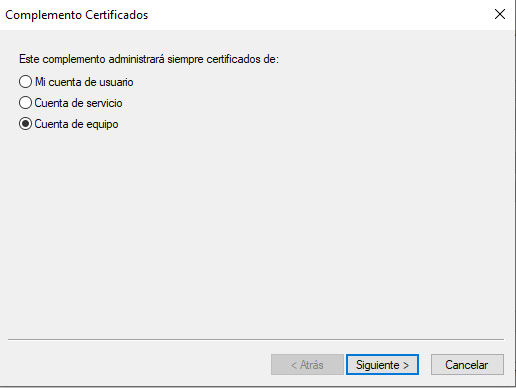 Complemento Certificados
Este complemento administrará siempre certificados de:
Mi cuenta de usuario
Cuenta de servicio
Cuenta de equipo
< Atrás
Siguiente >
Cancelar